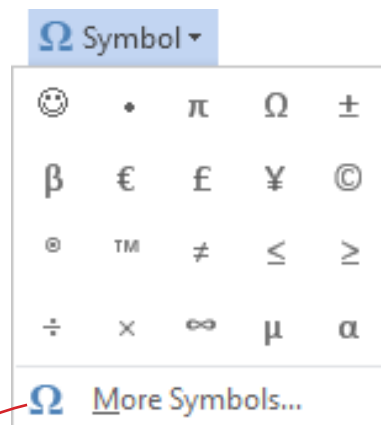 Ω Symbol
☺ • π Ω ±
β € £ ¥ ©
® ™ ≠ ≤ ≥
÷ × ∞ µ α
Ω More Symbols...